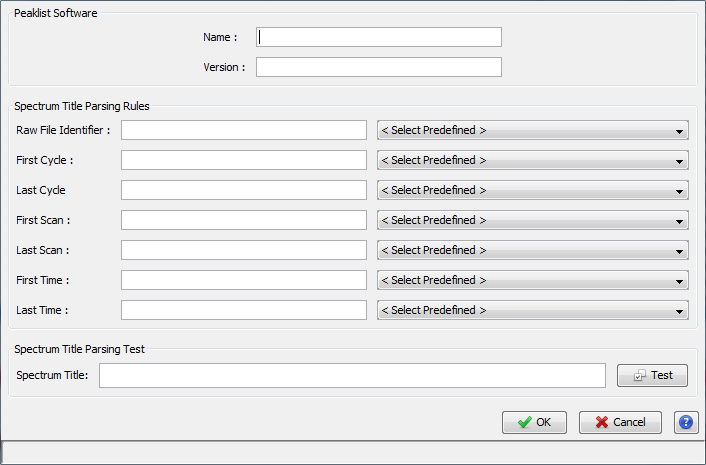 Peaklist Software
Name :
Version :
Spectrum Title Parsing Rules
Raw File Identifier : < Select Predefined >
First Cycle : < Select Predefined >
Last Cycle < Select Predefined >
First Scan : < Select Predefined >
Last Scan : < Select Predefined >
First Time : < Select Predefined >
Last Time : < Select Predefined >
Spectrum Title Parsing Test
Spectrum Title: Test
OK Cancel ?